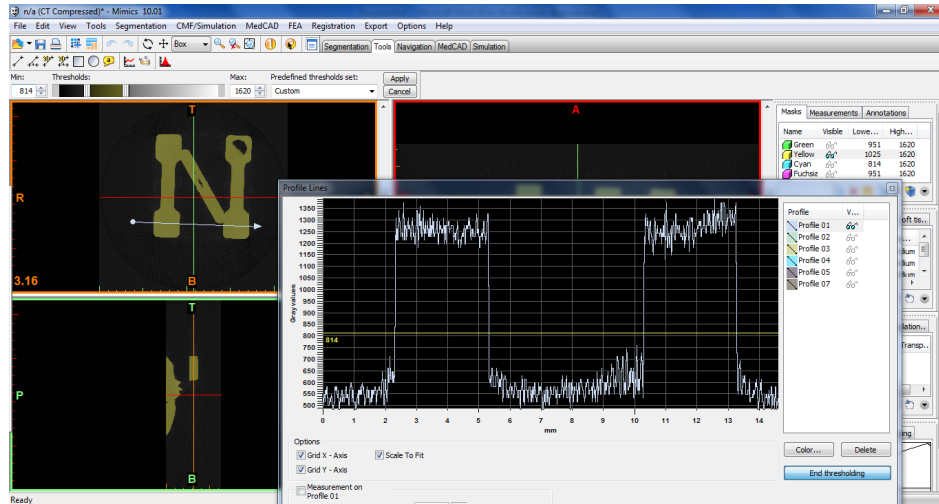 n/a (CT Compressed)* - Mimics 10.01
File Edit View Tools Segmentation CMF/Simulation MedCAD FEA Registration Export Options Help
Box Segmentation Tools Navigation MedCAD Simulation
Min: Thresholds: Max: Predefined thresholds set: Apply
814 1620 Custom Cancel
T
R
3.16
B
A
T
P
B
Masks Measurements Annotations
Name Visible Lowe... High...
Green 951 1620
Yellow 1025 1620
Cyan 814 1620
Fuchsia 951 1620
Profile Lines
Grayvalues
1350
1300
1250
1200
1150
1100
1050
1000
950
900
850
800
750
700
650
600
550
500
814
0 1 2 3 4 5 6 7 8 9 10 11 12 13 14
mm
Profile V...
Profile 01
Profile 02
Profile 03
Profile 04
Profile 05
Profile 07
oft tis..
lation..
Transp..
Options
Grid X - Axis Scale To Fit
Grid Y - Axis
Measurement on
Profile 01
Color... Delete
End thresholding
Ready